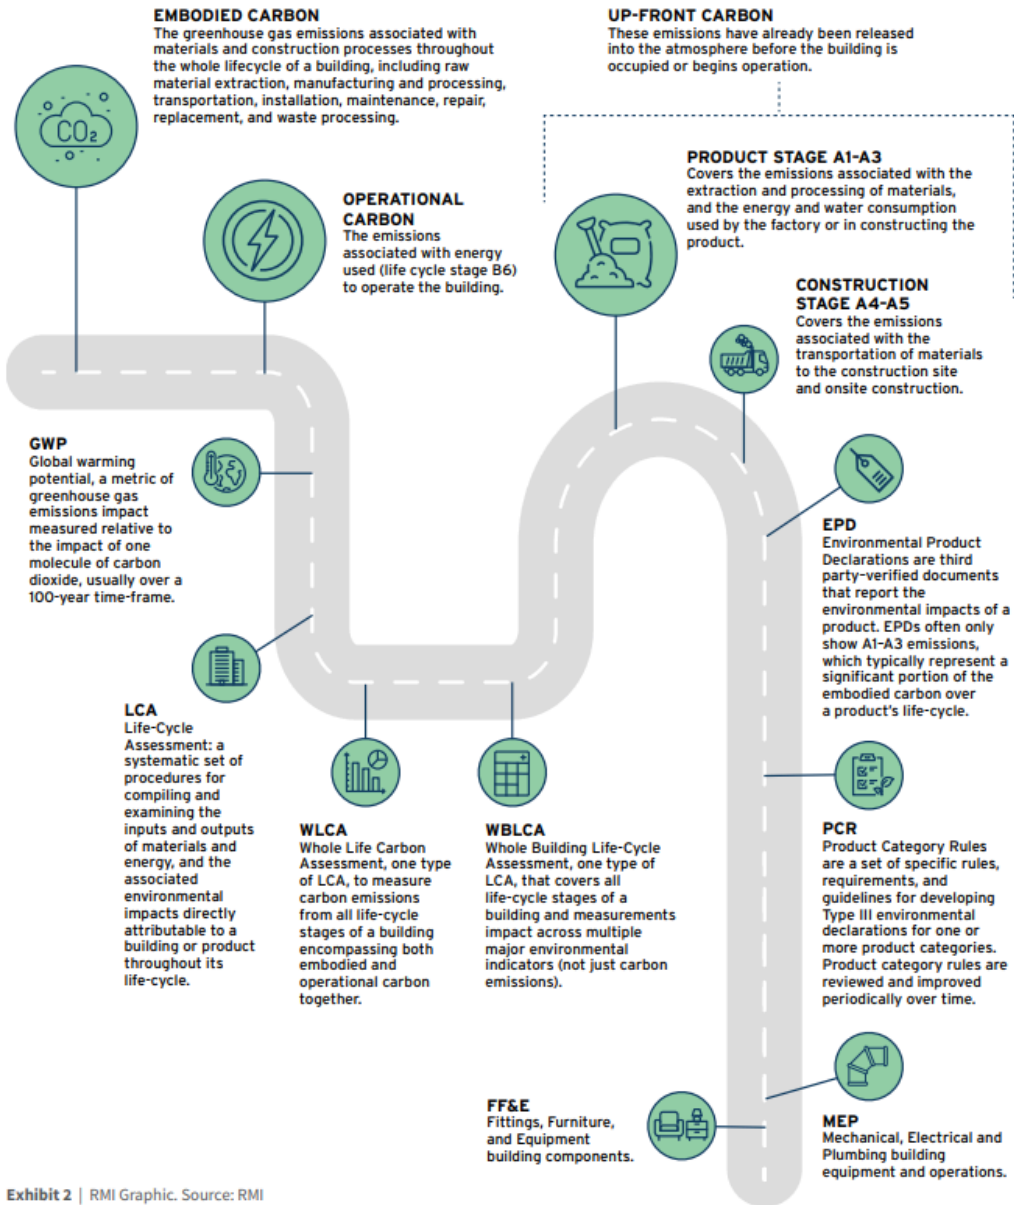 EMBODIED CARBON
The greenhouse gas emissions associated with
materials and construction processes throughout
the whole lifecycle of a building, including raw
material extraction, manufacturing and processing,
transportation, installation, maintenance, repair,
replacement, and waste processing.
UP-FRONT CARBON
These emissions have already been released
into the atmosphere before the building is
occupied or begins operation.
CO2
OPERATIONAL
CARBON
The emissions
associated with energy
used (life cycle stage B6)
to operate the building.
PRODUCT STAGE A1-A3
Covers the emissions associated with the
extraction and processing of materials,
and the energy and water consumption
used by the factory or in constructing the
product.
CONSTRUCTION
STAGE A4-A5
Covers the emissions
associated with the
transportation of materials
to the construction site
and onsite construction.
GWP
Global warming
potential, a metric of
greenhouse gas
emissions impact
measured relative to
the impact of one
molecule of carbon
dioxide, usually over a
100-year time-frame.
EPD
Environmental Product
Declarations are third
party-verified documents
that report the
environmental impacts of a
product. EPDs often only
show A1-A3 emissions,
which typically represent a
significant portion of the
embodied carbon over
a product's life-cycle.
LCA
Life-Cycle
Assessment: a
systematic set of
procedures for
compiling and
examining the
inputs and outputs
of materials and
energy, and the
associated
environmental
impacts directly
attributable to a
building or product
throughout its
life-cycle.
WLCA
Whole Life Carbon
Assessment, one type
of LCA, to measure
carbon emissions
from all life-cycle
stages of a building
encompassing both
embodied and
operational carbon
together.
WBLCA
Whole Building Life-Cycle
Assessment, one type of
LCA, that covers all
life-cycle stages of a
building and measurements
impact across multiple
major environmental
indicators (not just carbon
emissions).
PCR
Product Category Rules
are a set of specific rules,
requirements, and
guidelines for developing
Type III environmental
declarations for one or
more product categories.
Product category rules are
reviewed and improved
periodically over time.
FF&E
Fittings, Furniture,
and Equipment
building components.
MEP
Mechanical, Electrical and
Plumbing building
equipment and operations.
Exhibit 2 | RMI Graphic. Source: RMI